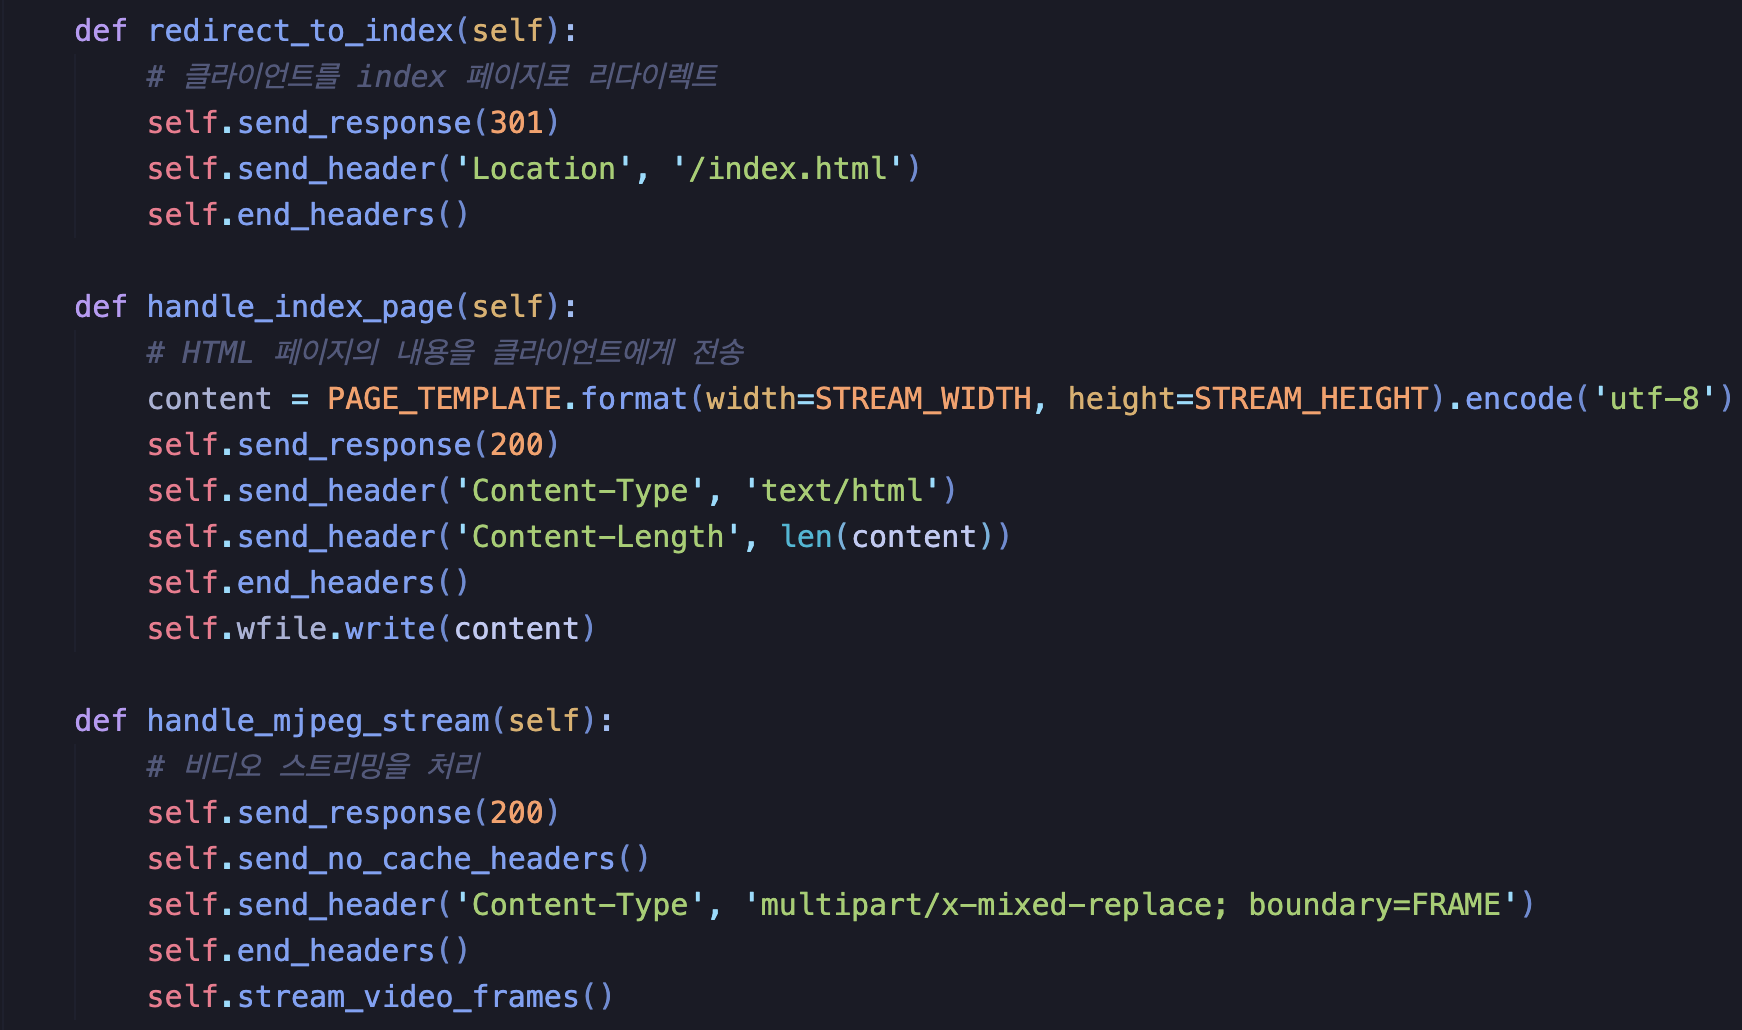 def redirect_to_index(self):
# 클라이언트를 index 페이지로 리다이렉트
self.send_response(301)
self.send_header('Location', '/index.html')
self.end_headers()
def handle_index_page(self):
# HTML 페이지의 내용을 클라이언트에게 전송
content = PAGE_TEMPLATE.format(width=STREAM_WIDTH, height=STREAM_HEIGHT).encode('utf-8')
self.send_response(200)
self.send_header('Content-Type', 'text/html')
self.send_header('Content-Length', len(content))
self.end_headers()
self.wfile.write(content)
def handle_mjpeg_stream(self):
# 비디오 스트리밍을 처리
self.send_response(200)
self.send_no_cache_headers()
self.send_header('Content-Type', 'multipart/x-mixed-replace; boundary=FRAME')
self.end_headers()
self.stream_video_frames()